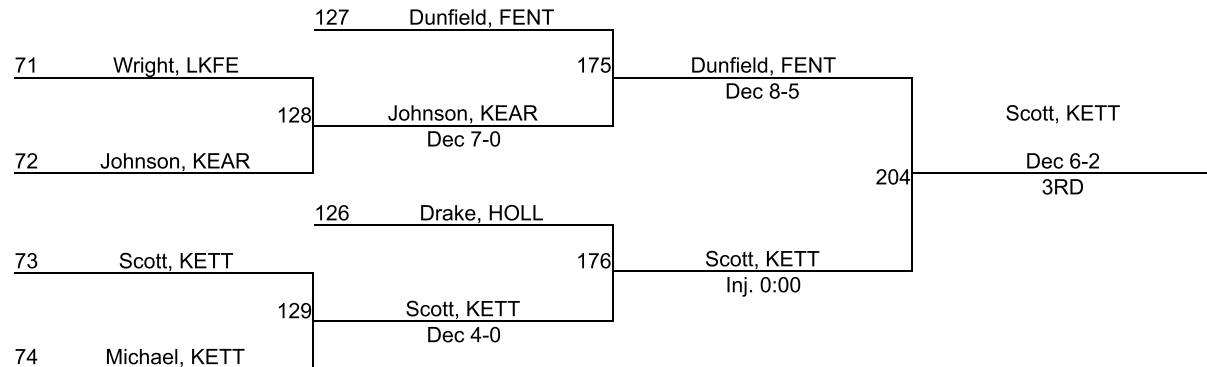 127 Dunfield, FENT
71 Wright, LKFE
175 Dunfield, FENT
Dec 8-5
128 Johnson, KEAR
Dec 7-0
Scott, KETT
72 Johnson, KEAR
Dec 6-2
204
3RD
126 Drake, HOLL
73 Scott, KETT
176 Scott, KETT
Inj. 0:00
129 Scott, KETT
Dec 4-0
74 Michael, KETT